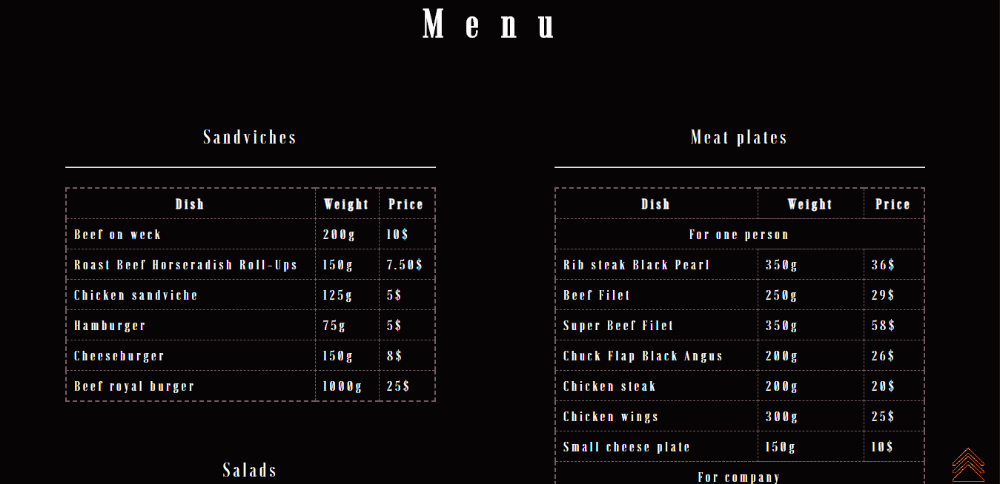 Menu
Sandviches
Dish Weight Price
Beef on weck 200g 10$
Roast Beef Horseradish Roll-Ups 150g 7.50$
Chicken sandviche 125g 5$
Hamburger 75g 5$
Cheeseburger 150g 8$
Beef royal burger 1000g 25$
Salads
Meat plates
Dish Weight Price
For one person
Rib steak Black Pearl 350g 36$
Beef Filet 250g 29$
Super Beef Filet 350g 58$
Chuck Flap Black Angus 200g 26$
Chicken steak 200g 20$
Chicken wings 300g 25$
Small cheese plate 150g 10$
For company